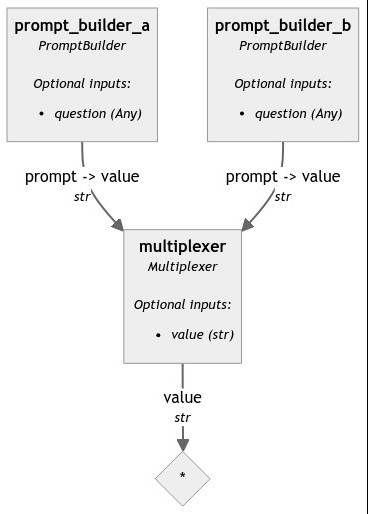 prompt_builder_a
PromptBuilder
Optional inputs:
• question (Any)
prompt_builder_b
PromptBuilder
Optional inputs:
• question (Any)
prompt -> value
str
prompt -> value
str
multiplexer
Multiplexer
Optional inputs:
• value (str)
value
str
*